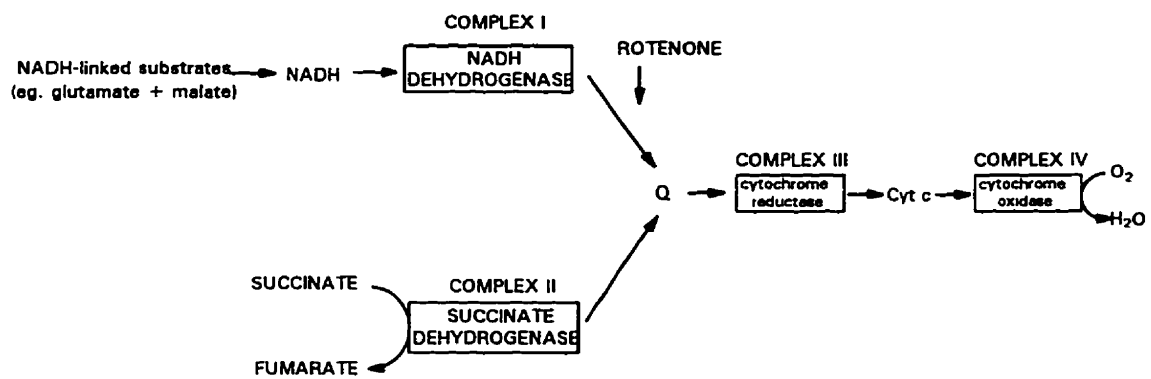 COMPLEX I
NADH
DEHYDROGENASE
ROTENONE
NADH-linked substrates
(eg. glutamate + malate)
NADH
Q
COMPLEX III
cytochrome
reductase
Cyt c
COMPLEX IV
cytochrome
oxidase
O₂
H₂O
SUCCINATE
FUMARATE
COMPLEX II
SUCCINATE
DEHYDROGENASE